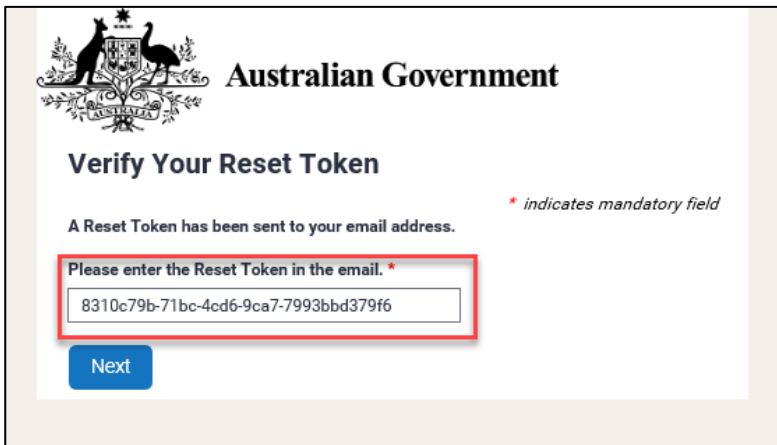 AUSTRALIA
Australian Government
Verify Your Reset Token
* indicates mandatory field
A Reset Token has been sent to your email address.
Please enter the Reset Token in the email. *
8310c79b-71bc-4cd6-9ca7-7993bbd379f6
Next